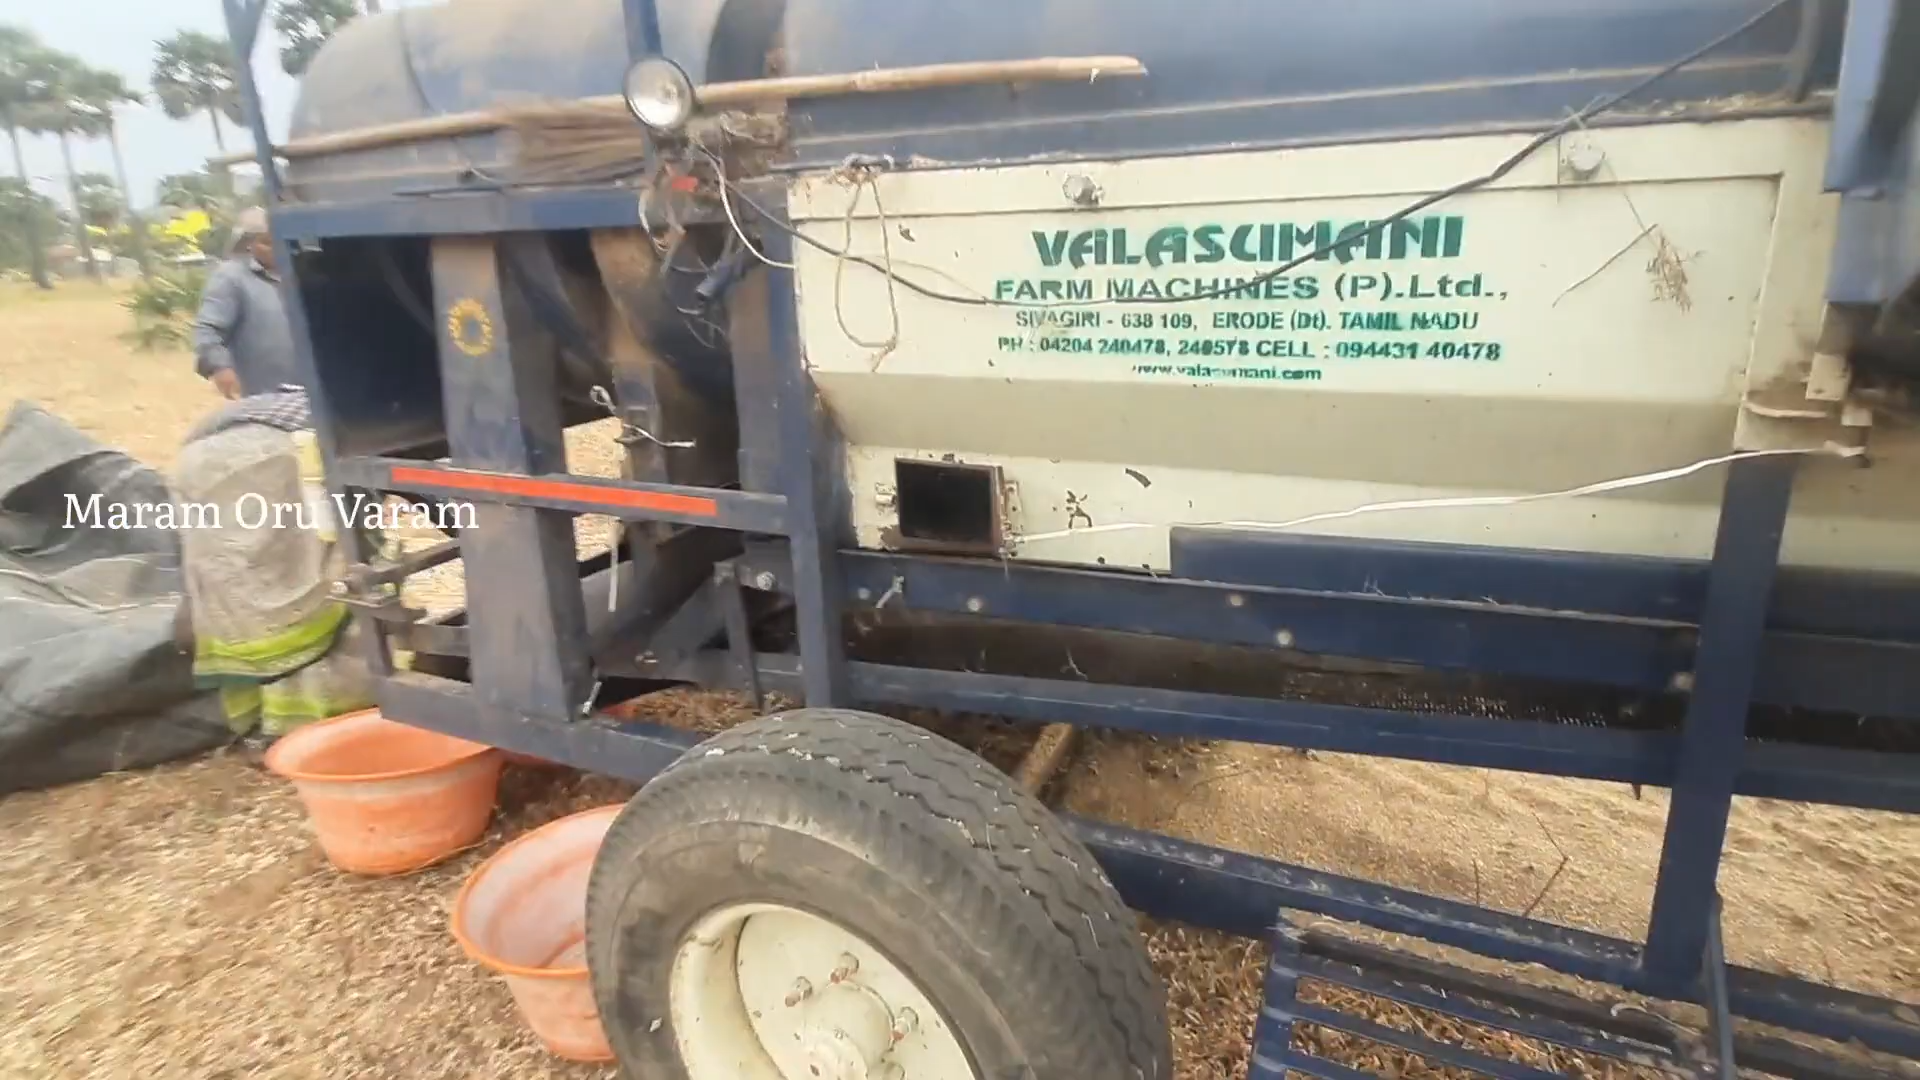 VALASUMANI
FARM MACHINES (P).Ltd.,
SIVAGIRI - 638 109, ERODE (Dt). TAMIL NADU
PH : 04204 240478, 240578 CELL : 094431 40478
www.valasumani.com
Maram Oru Varam